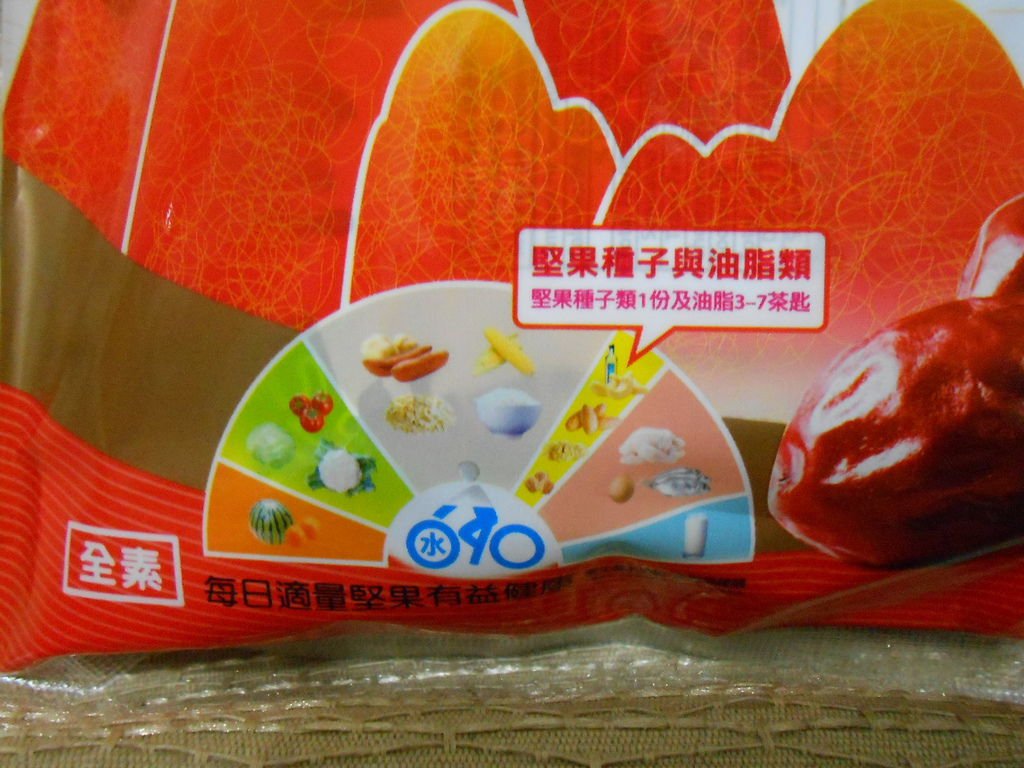 堅果種子與油脂類
堅果種子類1份及油脂3-7茶匙
水
全素
每日適量堅果有益健康